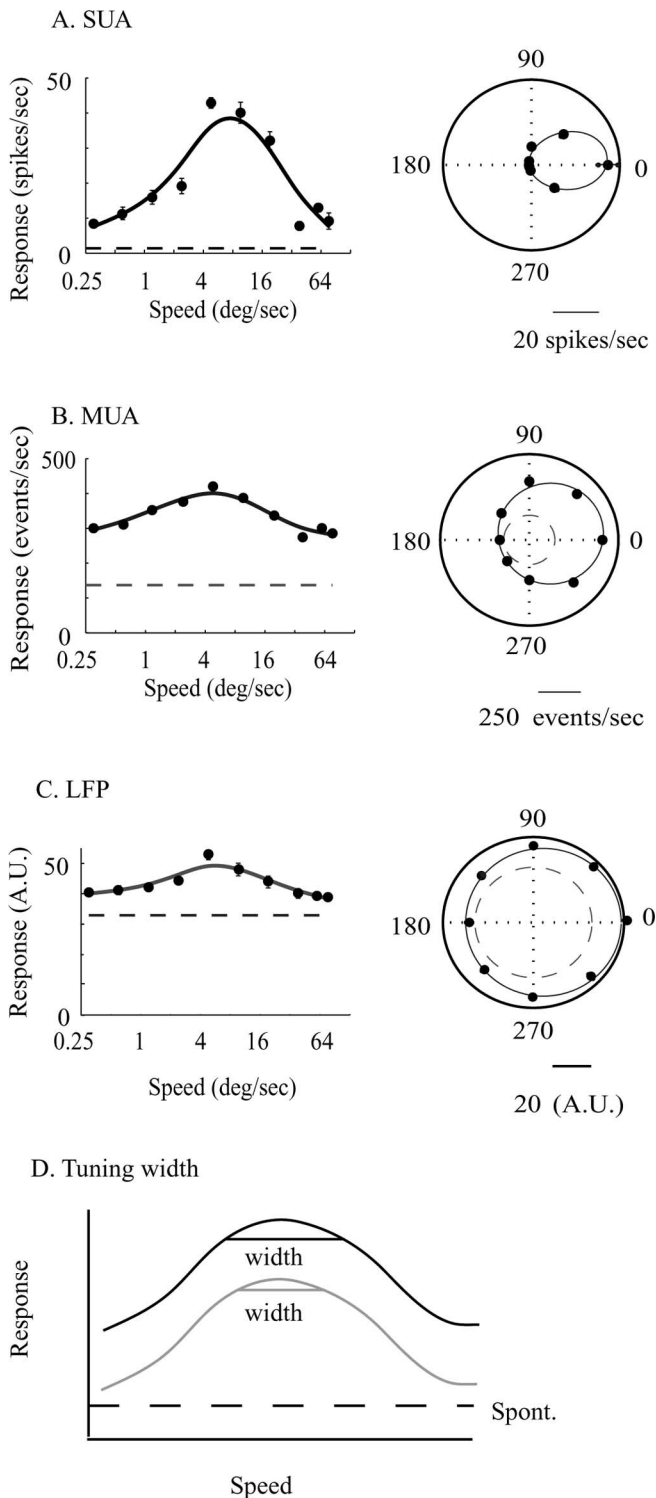 A. SUA
Response (spikes/sec)
50
0
0.25 1 4 16 64
Speed (deg/sec)
90
180
0
270
20 spikes/sec
B. MUA
Response (events/sec)
500
0
0.25 1 4 16 64
Speed (deg/sec)
90
180
0
270
250 events/sec
C. LFP
Response (A.U.)
50
0
0.25 1 4 16 64
Speed (deg/sec)
90
180
0
270
20 (A.U.)
D. Tuning width
Response
width
width
Spont.
Speed